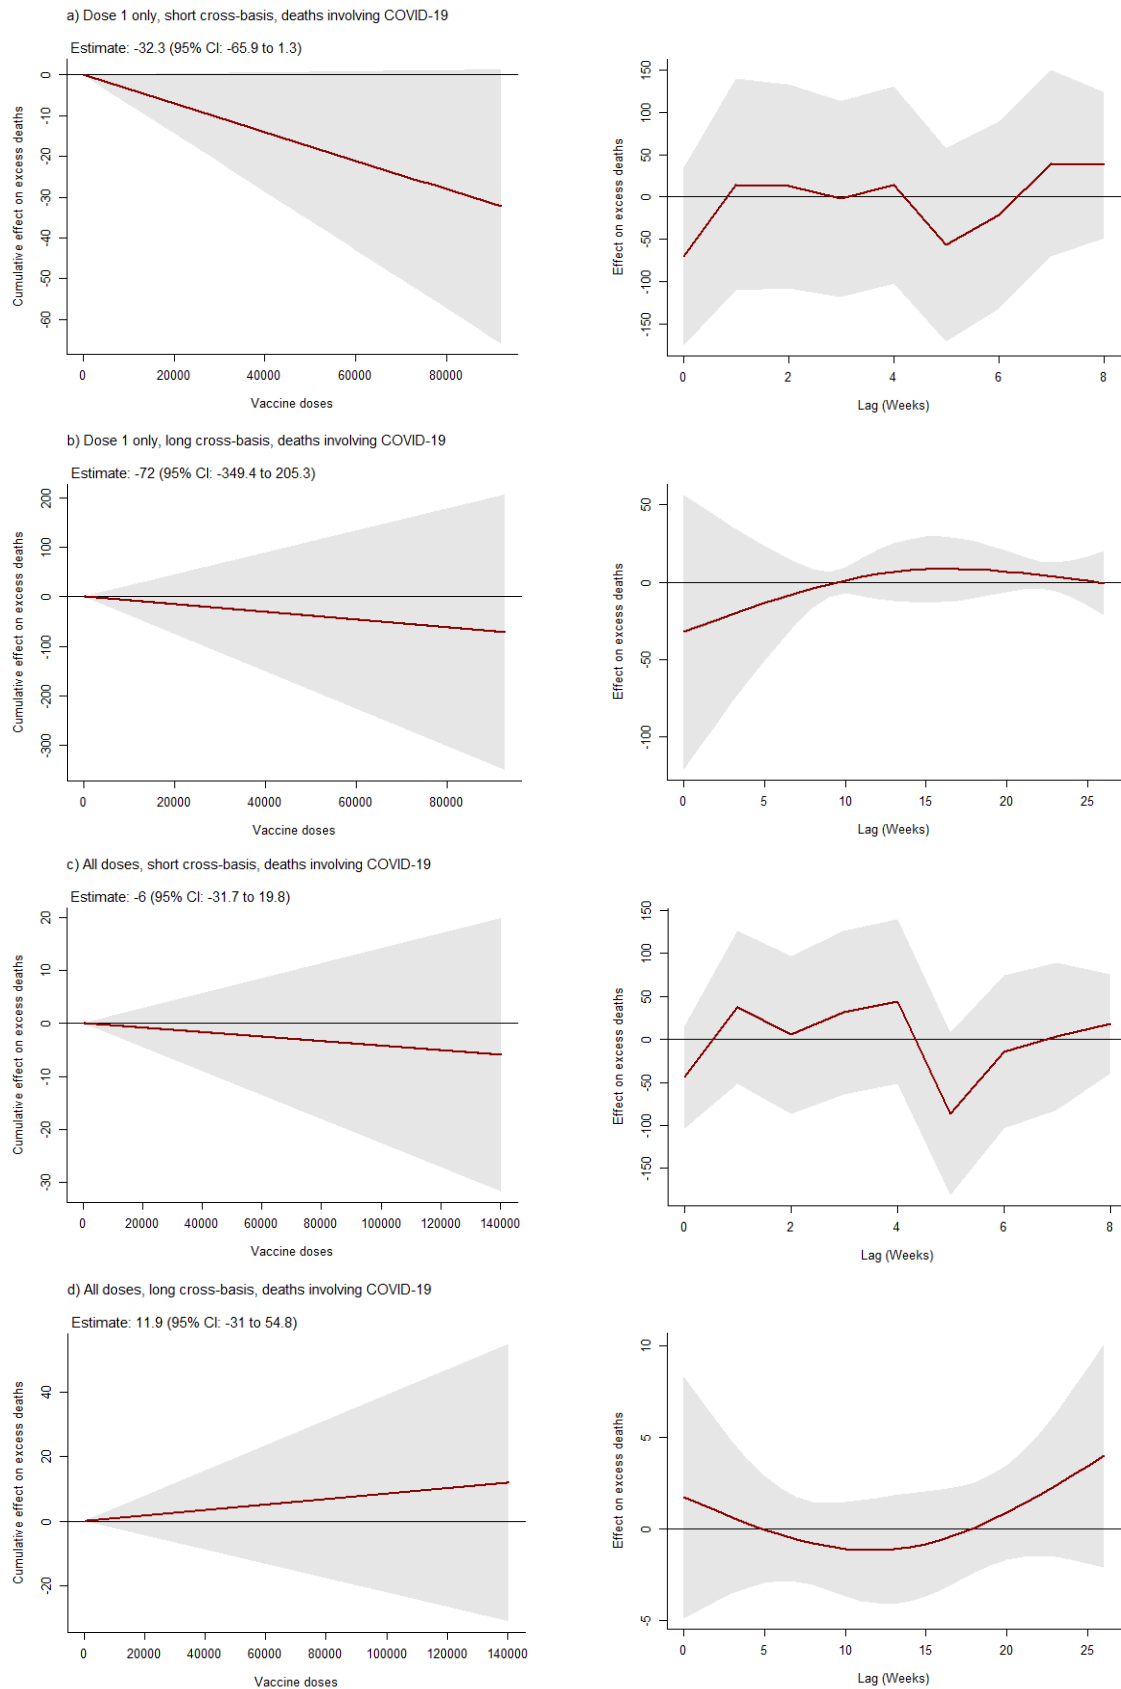 a) Dose 1 only, short cross-basis, deaths involving COVID-19
Estimate: -32.3 (95% CI: -65.9 to 1.3)
Cumulative effect on excess deaths
0
-10
-20
-30
-40
-50
-60
0 20000 40000 60000 80000
Vaccine doses
Effect on excess deaths
150
100
50
0
-50
-100
-150
0 2 4 6 8
Lag (Weeks)
b) Dose 1 only, long cross-basis, deaths involving COVID-19
Estimate: -72 (95% CI: -349.4 to 205.3)
Cumulative effect on excess deaths
200
100
0
-100
-200
-300
0 20000 40000 60000 80000
Vaccine doses
Effect on excess deaths
50
0
-50
-100
0 5 10 15 20 25
Lag (Weeks)
c) All doses, short cross-basis, deaths involving COVID-19
Estimate: -6 (95% CI: -31.7 to 19.8)
Cumulative effect on excess deaths
20
10
0
-10
-20
-30
0 20000 40000 60000 80000 100000 120000 140000
Vaccine doses
Effect on excess deaths
150
100
50
0
-50
-100
-150
0 2 4 6 8
Lag (Weeks)
d) All doses, long cross-basis, deaths involving COVID-19
Estimate: 11.9 (95% CI: -31 to 54.8)
Cumulative effect on excess deaths
40
20
0
-20
0 20000 40000 60000 80000 100000 120000 140000
Vaccine doses
Effect on excess deaths
10
5
0
-5
0 5 10 15 20 25
Lag (Weeks)